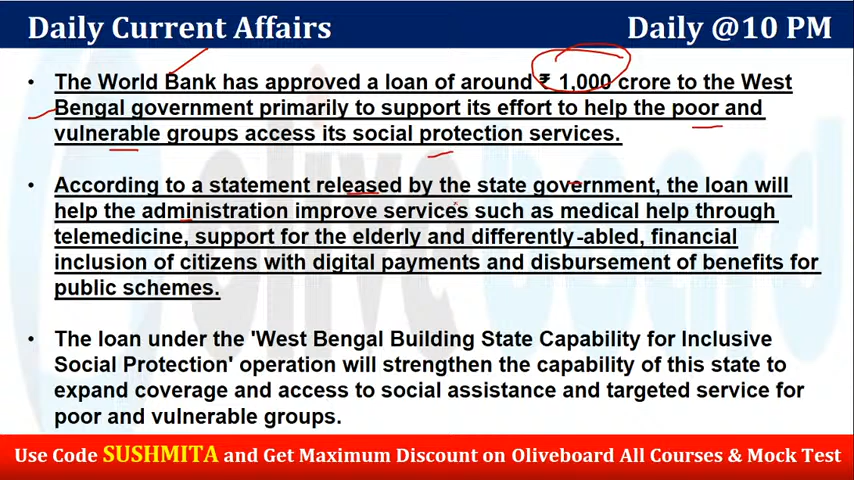 Daily Current Affairs
Daily @10 PM
• The World Bank has approved a loan of around ₹ 1,000 crore to the West
Bengal government primarily to support its effort to help the poor and
vulnerable groups access its social protection services.
• According to a statement released by the state government, the loan will
help the administration improve services such as medical help through
telemedicine, support for the elderly and differently-abled, financial
inclusion of citizens with digital payments and disbursement of benefits for
public schemes.
• The loan under the 'West Bengal Building State Capability for Inclusive
Social Protection' operation will strengthen the capability of this state to
expand coverage and access to social assistance and targeted service for
poor and vulnerable groups.
oliveboard
Use Code SUSHMITA and Get Maximum Discount on Oliveboard All Courses & Mock Test